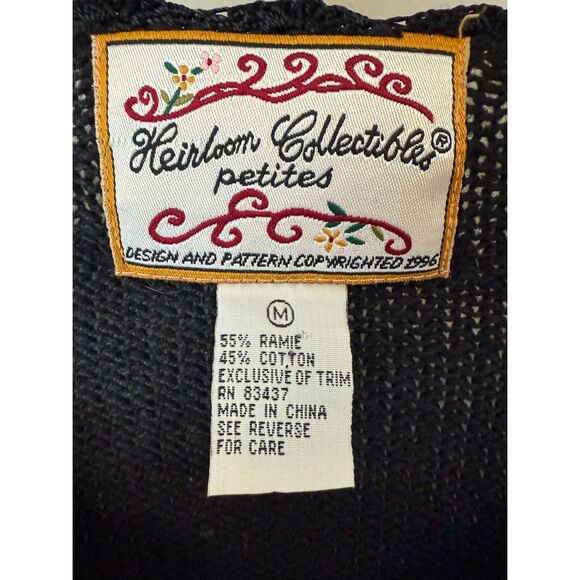 Heirloom Collectibles®
petites
DESIGN AND PATTERN COPYRIGHTED 1996
M
55% RAMIE
45% COTTON
EXCLUSIVE OF TRIM
RN 83437
MADE IN CHINA
SEE REVERSE
FOR CARE